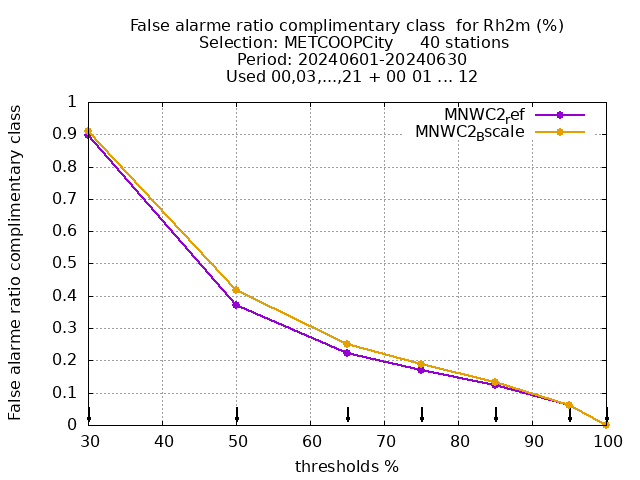 False alarme ratio complimentary class  for Rh2m (%)
Selection: METCOOPCity     40 stations
Period: 20240601-20240630
Used 00,03,...,21 + 00 01 ... 12
False alarme ratio complimentary class
1
0.9
0.8
0.7
0.6
0.5
0.4
0.3
0.2
0.1
0
MNWC2ref
MNWC2Bscale
30 40 50 60 70 80 90 100
thresholds %